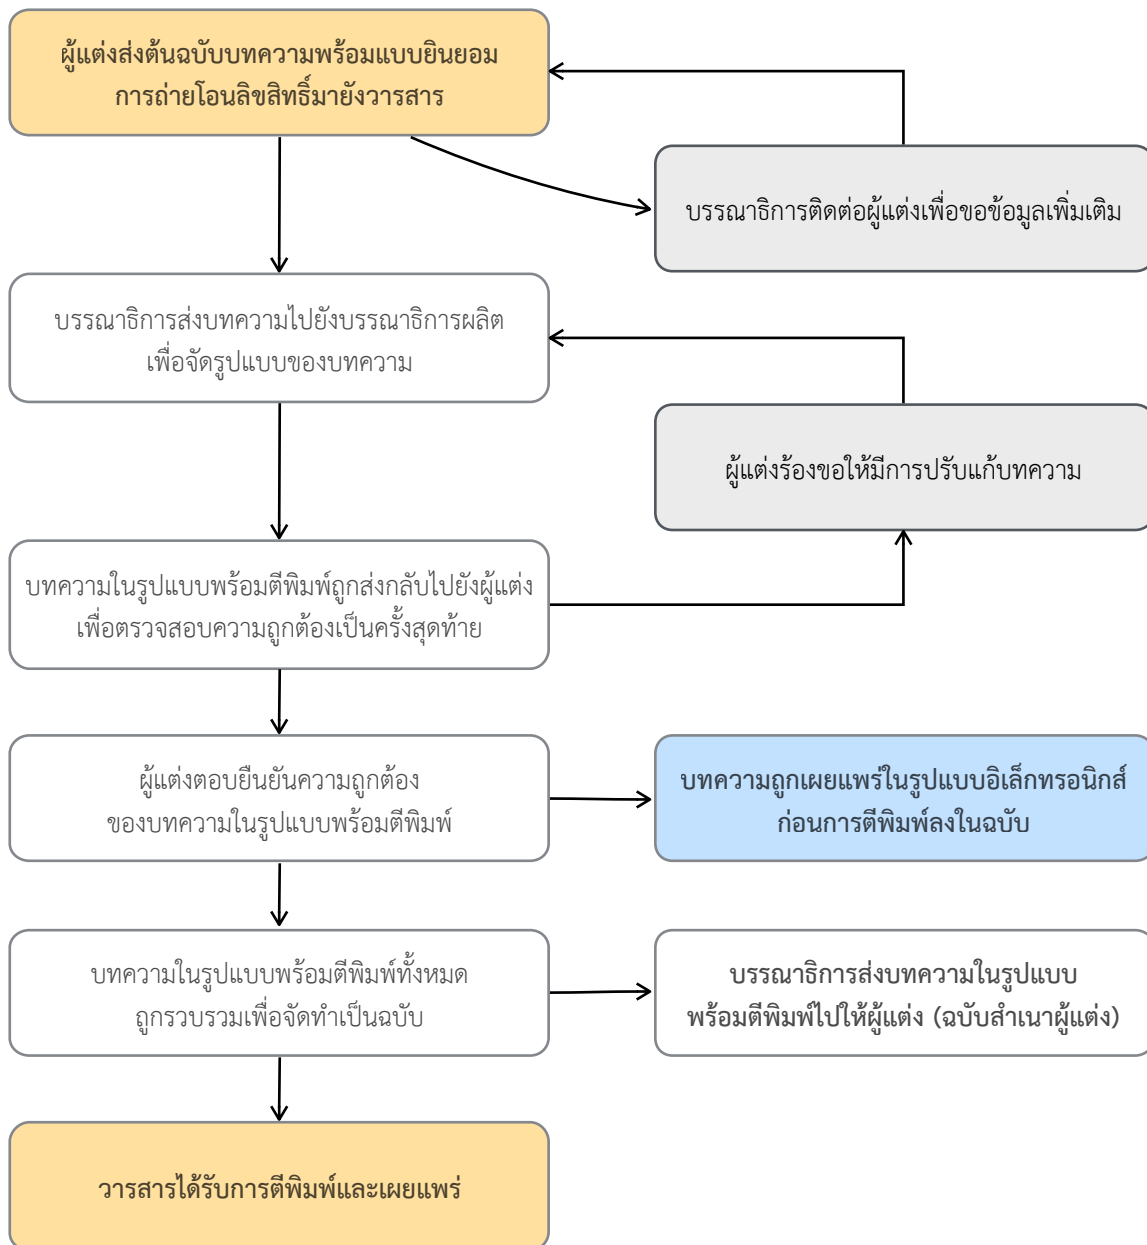 ผู้แต่งส่งต้นฉบับบทความพร้อมแบบยินยอม
การถ่ายโอนลิขสิทธิ์มายังวารสาร
บรรณาธิการติดต่อผู้แต่งเพื่อขอข้อมูลเพิ่มเติม
บรรณาธิการส่งบทความไปยังบรรณาธิการผลิต
เพื่อจัดรูปแบบของบทความ
ผู้แต่งร้องขอให้มีการปรับแก้บทความ
บทความในรูปแบบพร้อมตีพิมพ์ถูกส่งกลับไปยังผู้แต่ง
เพื่อตรวจสอบความถูกต้องเป็นครั้งสุดท้าย
ผู้แต่งตอบยืนยันความถูกต้อง
ของบทความในรูปแบบพร้อมตีพิมพ์
บทความถูกเผยแพร่ในรูปแบบอิเล็กทรอนิกส์
ก่อนการตีพิมพ์ลงในฉบับ
บทความในรูปแบบพร้อมตีพิมพ์ทั้งหมด
ถูกรวบรวมเพื่อจัดทำเป็นฉบับ
บรรณาธิการส่งบทความในรูปแบบ
พร้อมตีพิมพ์ไปให้ผู้แต่ง (ฉบับสำเนาผู้แต่ง)
วารสารได้รับการตีพิมพ์และเผยแพร่